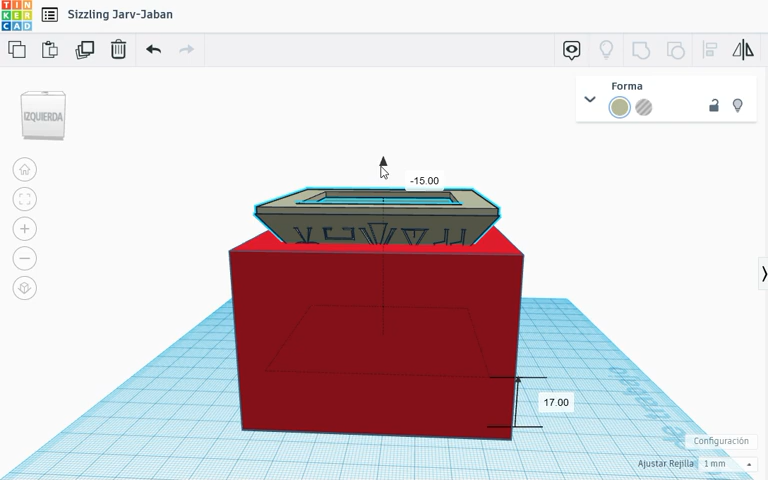 TIN
KER
CAD
Sizzling Jarv-Jaban
Forma
IZQUIERDA
-15.00
17.00
Configuración
Ajustar Rejilla 1 mm